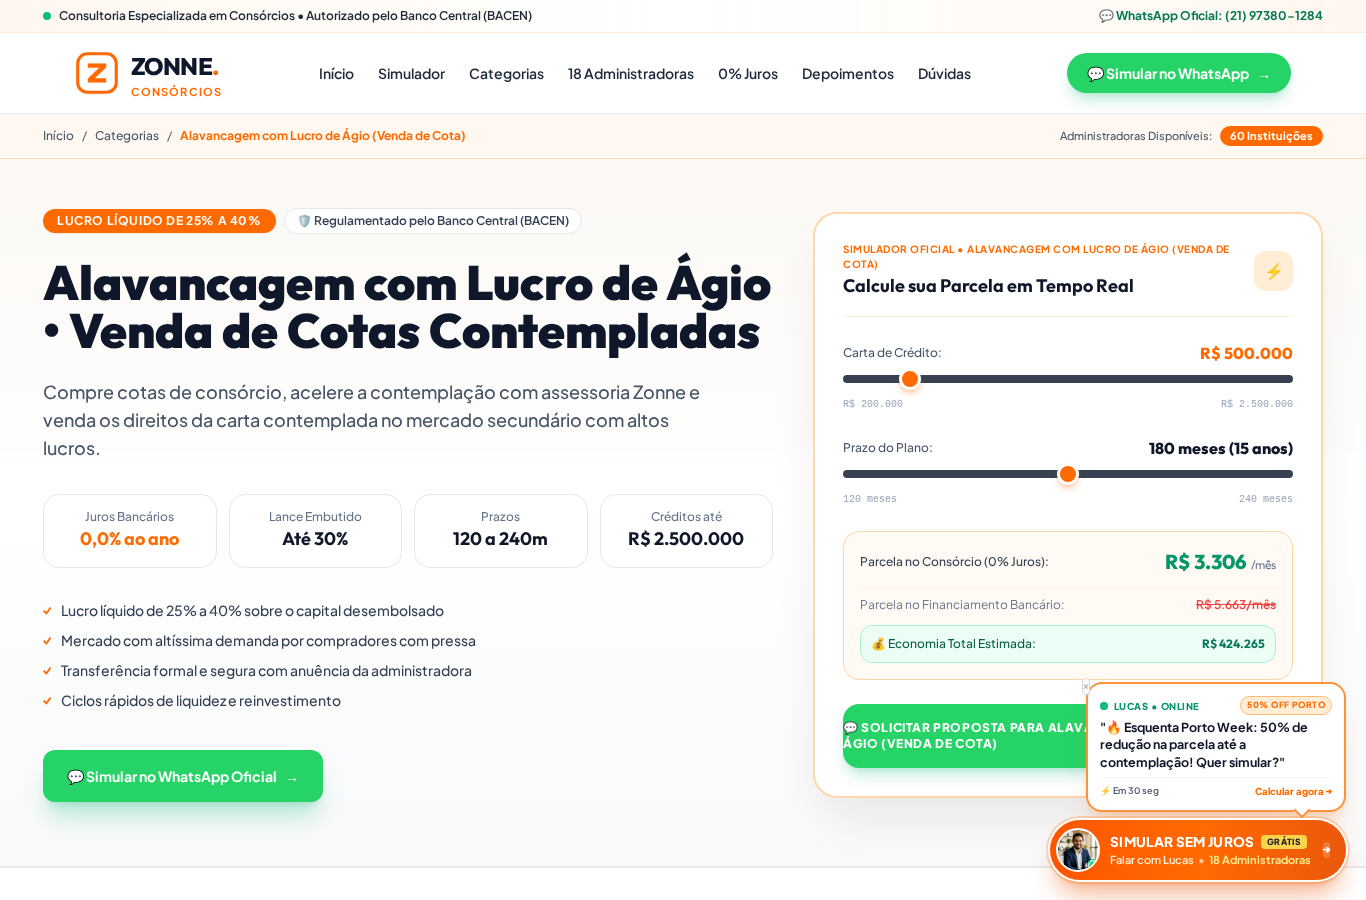 Consultoria Especializada em Consórcios • Autorizado pelo Banco Central (BACEN)
💬 WhatsApp Oficial: (21) 97380-1284
ZONNE.
CONSÓRCIOS
Início
Simulador
Categorias
18 Administradoras
0% Juros
Depoimentos
Dúvidas
💬 Simular no WhatsApp →
Início / Categorias / Alavancagem com Lucro de Ágio (Venda de Cota)
Administradoras Disponíveis: 60 Instituições
LUCRO LÍQUIDO DE 25% A 40%
🛡️ Regulamentado pelo Banco Central (BACEN)
Alavancagem com Lucro de Ágio
• Venda de Cotas Contempladas
Compre cotas de consórcio, acelere a contemplação com assessoria Zonne e
venda os direitos da carta contemplada no mercado secundário com altos
lucros.
Juros Bancários
0,0% ao ano
Lance Embutido
Até 30%
Prazos
120 a 240m
Créditos até
R$ 2.500.000
✓ Lucro líquido de 25% a 40% sobre o capital desembolsado
✓ Mercado com altíssima demanda por compradores com pressa
✓ Transferência formal e segura com anuência da administradora
✓ Ciclos rápidos de liquidez e reinvestimento
💬 Simular no WhatsApp Oficial →
SIMULADOR OFICIAL • ALAVANCAGEM COM LUCRO DE ÁGIO (VENDA DE
COTA)
Calcule sua Parcela em Tempo Real
⚡
Carta de Crédito:
R$ 500.000
R$ 200.000
R$ 2.500.000
Prazo do Plano:
180 meses (15 anos)
120 meses
240 meses
Parcela no Consórcio (0% Juros):
R$ 3.306 /mês
Parcela no Financiamento Bancário:
R$ 5.663/mês
💰 Economia Total Estimada:
R$ 424.265
💬 SOLICITAR PROPOSTA PARA
ÁGIO (VENDA DE COTA)
×
LUCAS • ONLINE
50% OFF PORTO
"🔥 Esquenta Porto Week: 50% de
redução na parcela até a
contemplação! Quer simular?"
⚡ Em 30 seg
Calcular agora →
SIMULAR SEM JUROS GRÁTIS
Falar com Lucas • 18 Administradoras
→